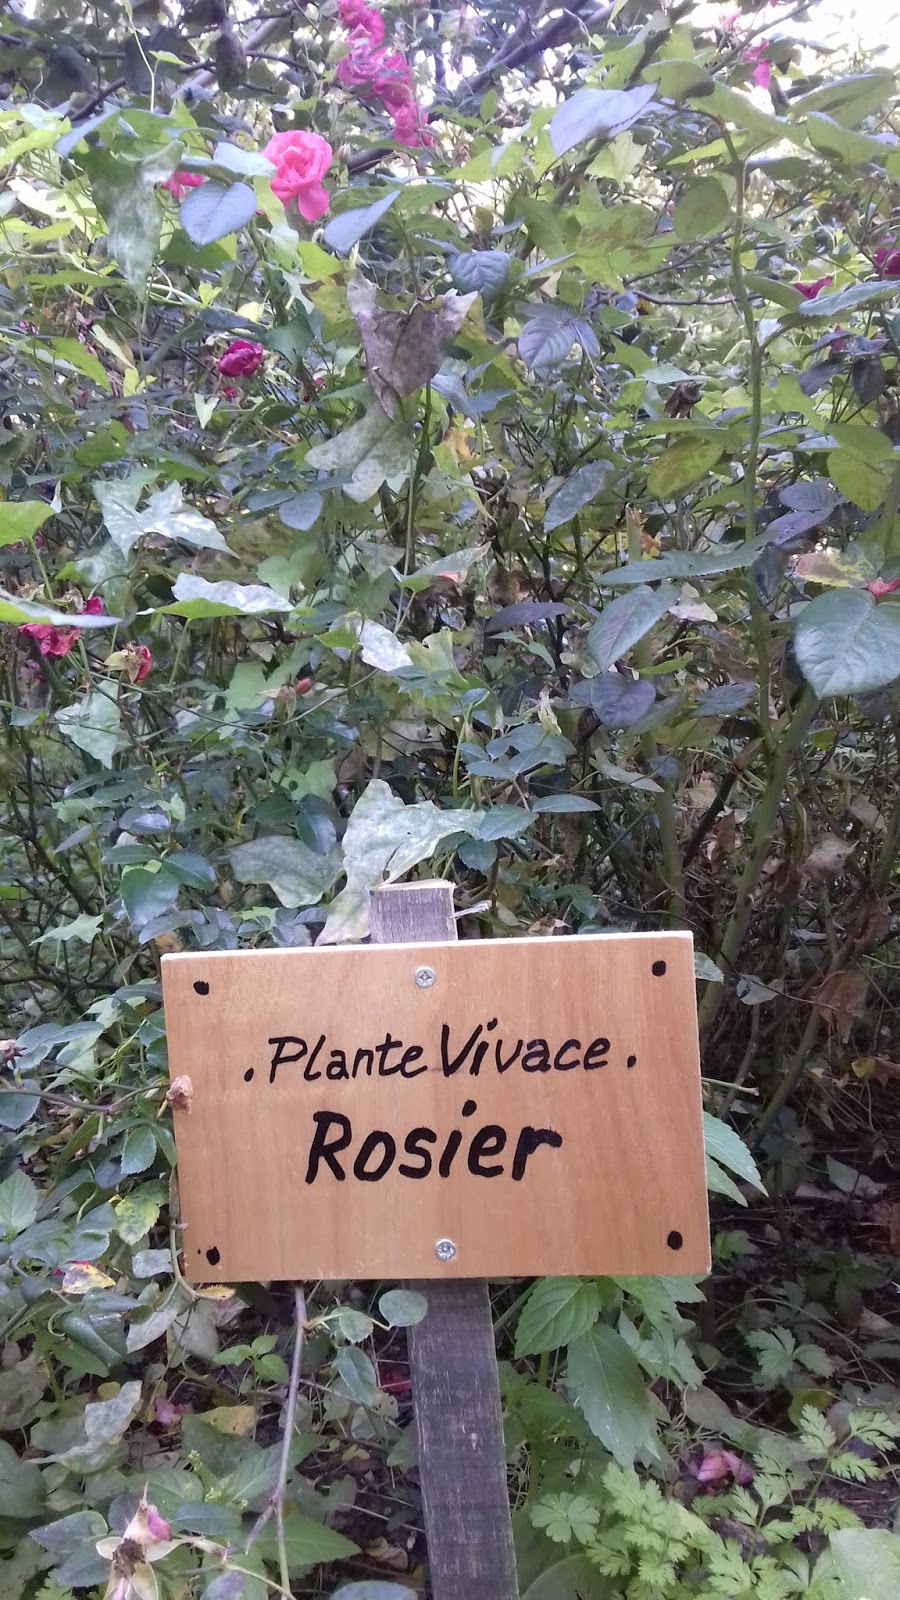 . Plante Vivace .
Rosier